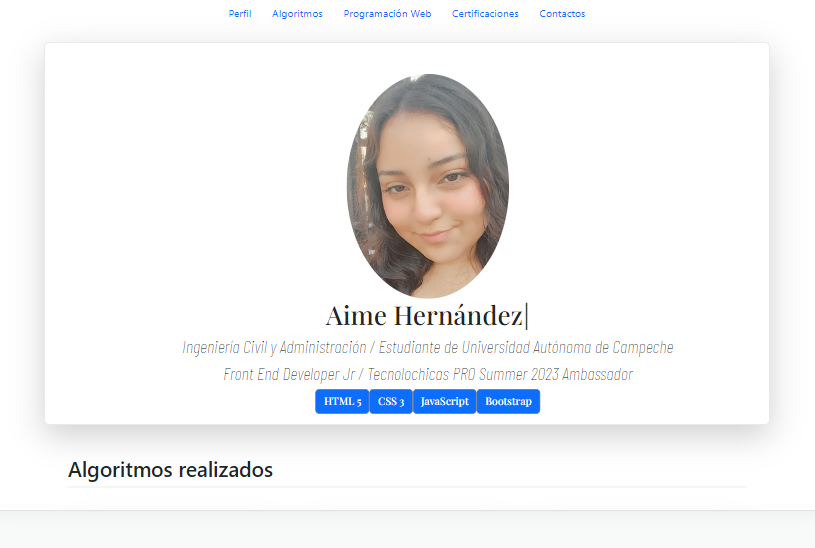 Perfil Algoritmos Programación Web Certificaciones Contactos
Aime Hernández|
Ingeniería Civil y Administración / Estudiante de Universidad Autónoma de Campeche
Front End Developer Jr / Tecnolochicas PRO Summer 2023 Ambassador
HTML 5 CSS 3 JavaScript Bootstrap
Algoritmos realizados